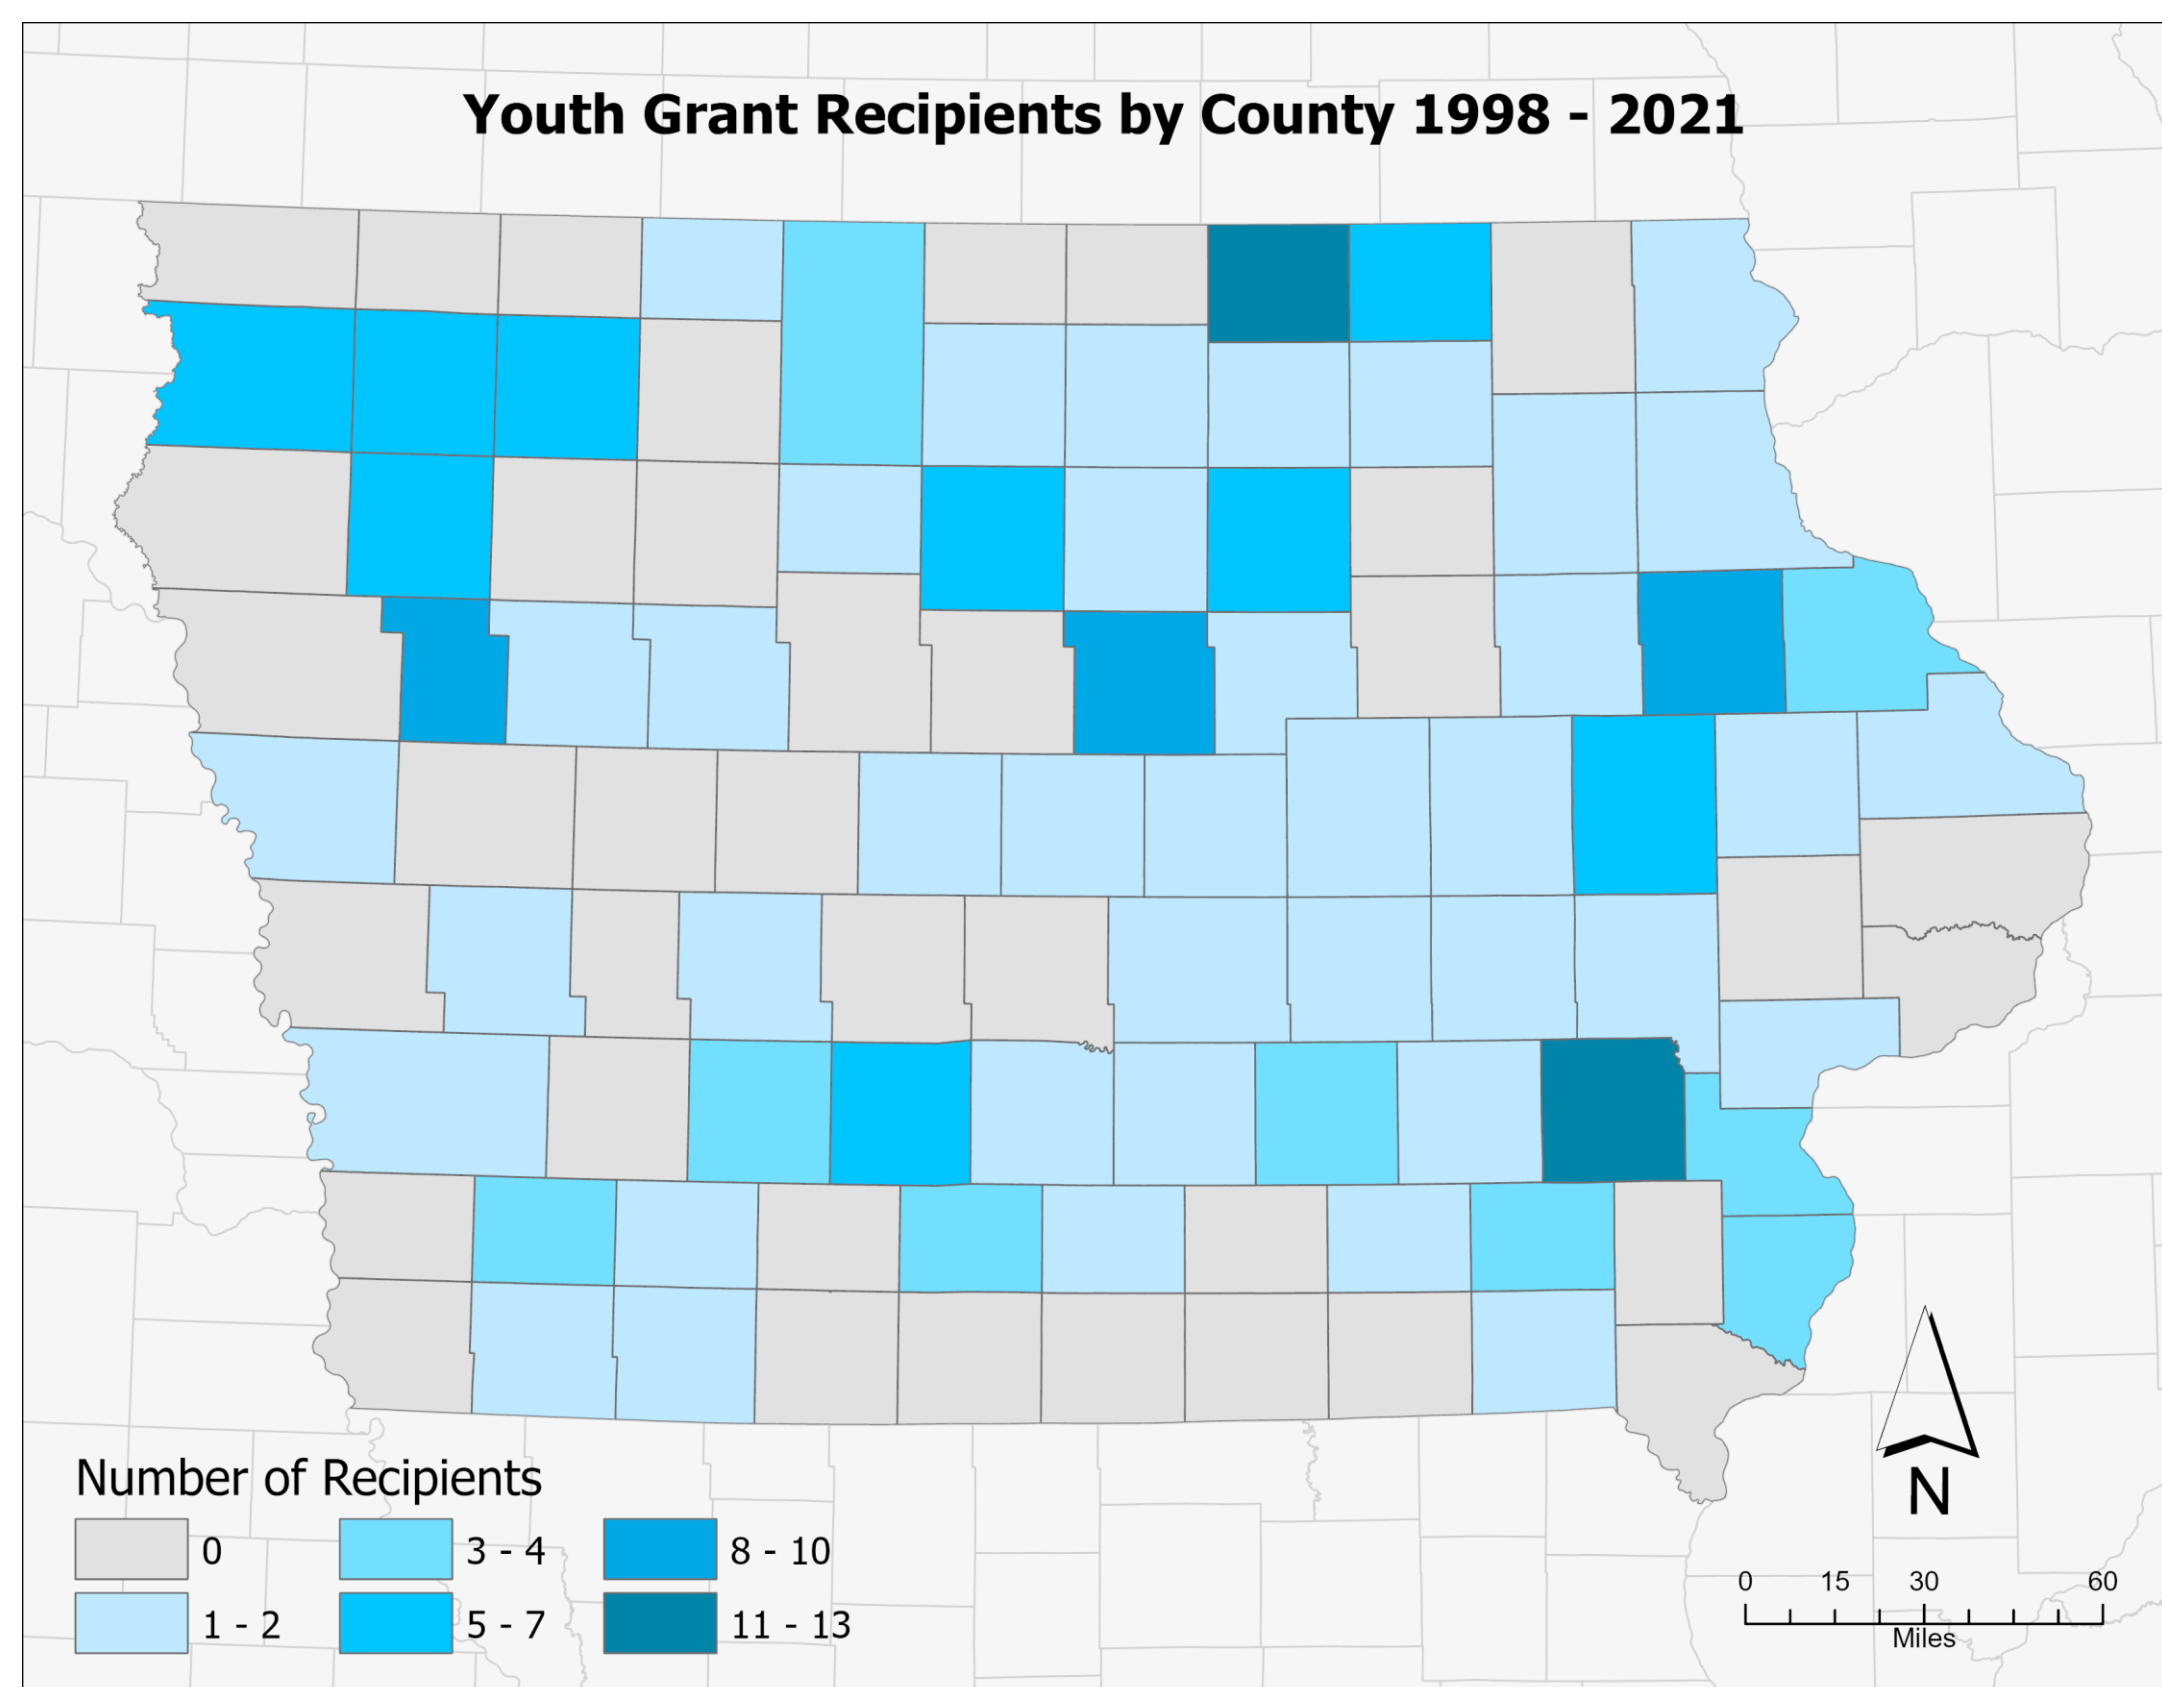 Youth Grant Recipients by County 1998 - 2021
N
Number of Recipients
0
3 - 4
8 - 10
1 - 2
5 - 7
11 - 13
0 15 30 60
Miles